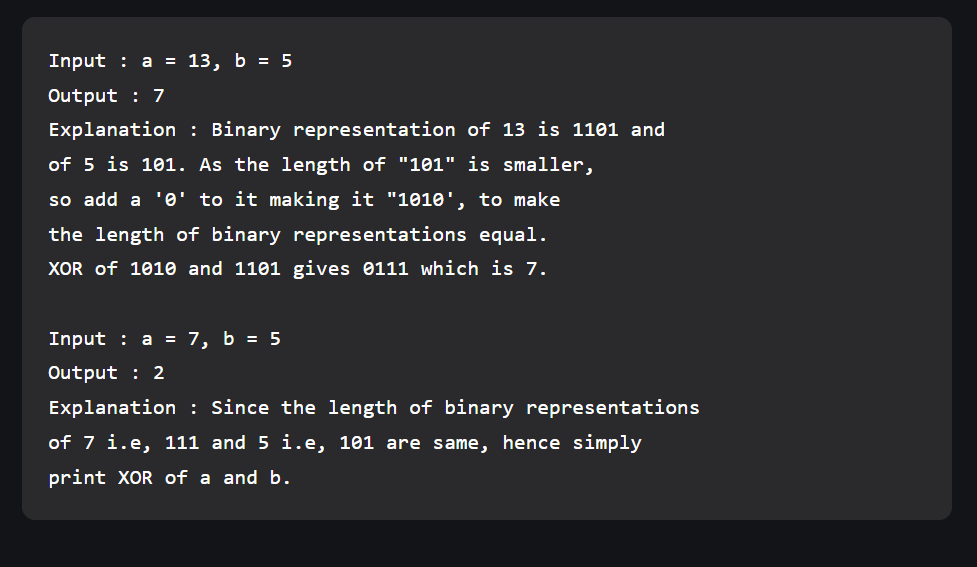 Input : a = 13, b = 5
Output : 7
Explanation : Binary representation of 13 is 1101 and
of 5 is 101. As the length of "101" is smaller,
so add a '0' to it making it "1010', to make
the length of binary representations equal.
XOR of 1010 and 1101 gives 0111 which is 7.
Input : a = 7, b = 5
Output : 2
Explanation : Since the length of binary representations
of 7 i.e, 111 and 5 i.e, 101 are same, hence simply
print XOR of a and b.